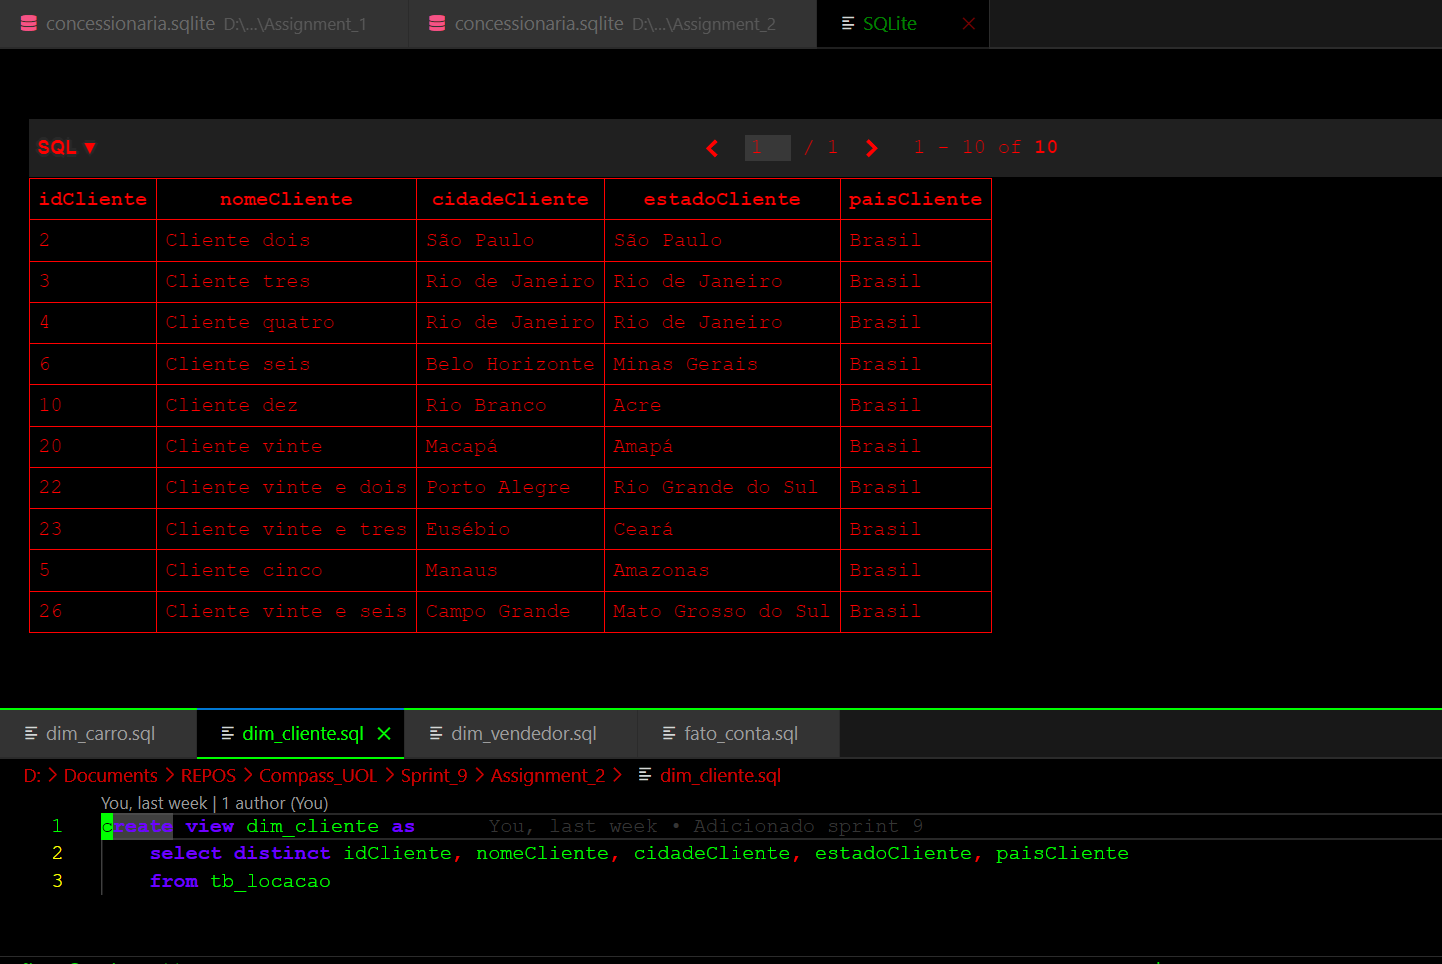 concessionaria.sqlite D:\...\Assignment_1 concessionaria.sqlite D:\...\Assignment_2 SQLite
SQL ▼ 1 / 1 1 - 10 of 10
idCliente nomeCliente cidadeCliente estadoCliente paisCliente
2 Cliente dois São Paulo São Paulo Brasil
3 Cliente tres Rio de Janeiro Rio de Janeiro Brasil
4 Cliente quatro Rio de Janeiro Rio de Janeiro Brasil
6 Cliente seis Belo Horizonte Minas Gerais Brasil
10 Cliente dez Rio Branco Acre Brasil
20 Cliente vinte Macapá Amapá Brasil
22 Cliente vinte e dois Porto Alegre Rio Grande do Sul Brasil
23 Cliente vinte e tres Eusébio Ceará Brasil
5 Cliente cinco Manaus Amazonas Brasil
26 Cliente vinte e seis Campo Grande Mato Grosso do Sul Brasil
dim_carro.sql dim_cliente.sql dim_vendedor.sql fato_conta.sql
D: > Documents > REPOS > Compass_UOL > Sprint_9 > Assignment_2 > dim_cliente.sql
You, last week | 1 author (You)
1 create view dim_cliente as You, last week • Adicionado sprint 9
2 select distinct idCliente, nomeCliente, cidadeCliente, estadoCliente, paisCliente
3 from tb_locacao